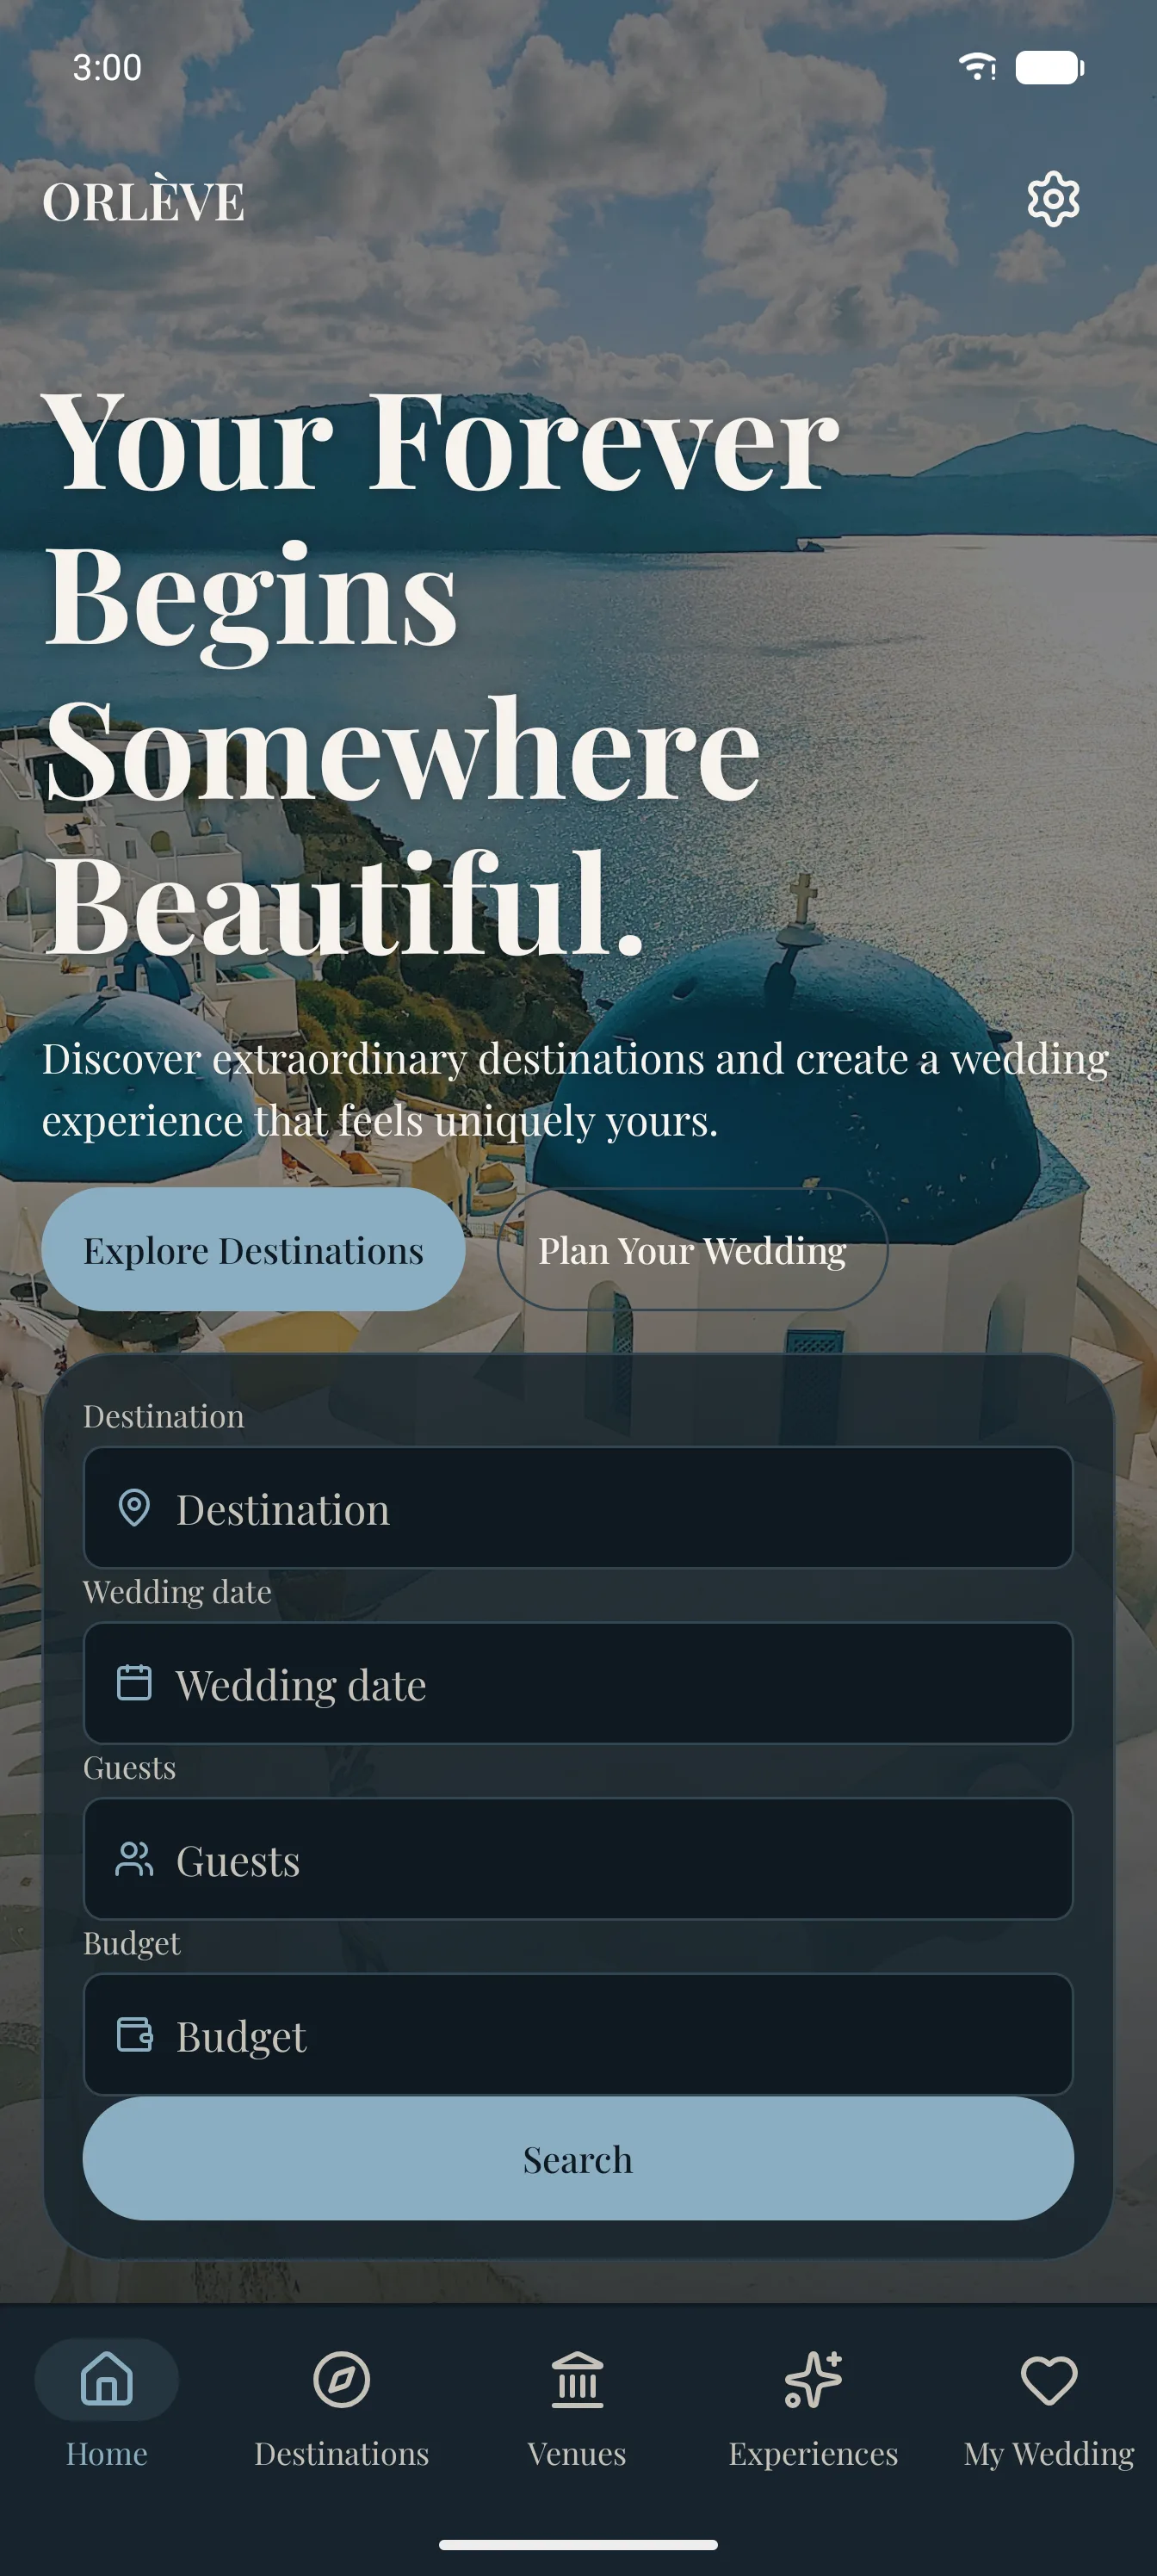 3:00
ORLÈVE
Your Forever
Begins
Somewhere
Beautiful.
Discover extraordinary destinations and create a wedding
experience that feels uniquely yours.
Explore Destinations
Plan Your Wedding
Destination
Destination
Wedding date
Wedding date
Guests
Guests
Budget
Budget
Search
Home
Destinations
Venues
Experiences
My Wedding